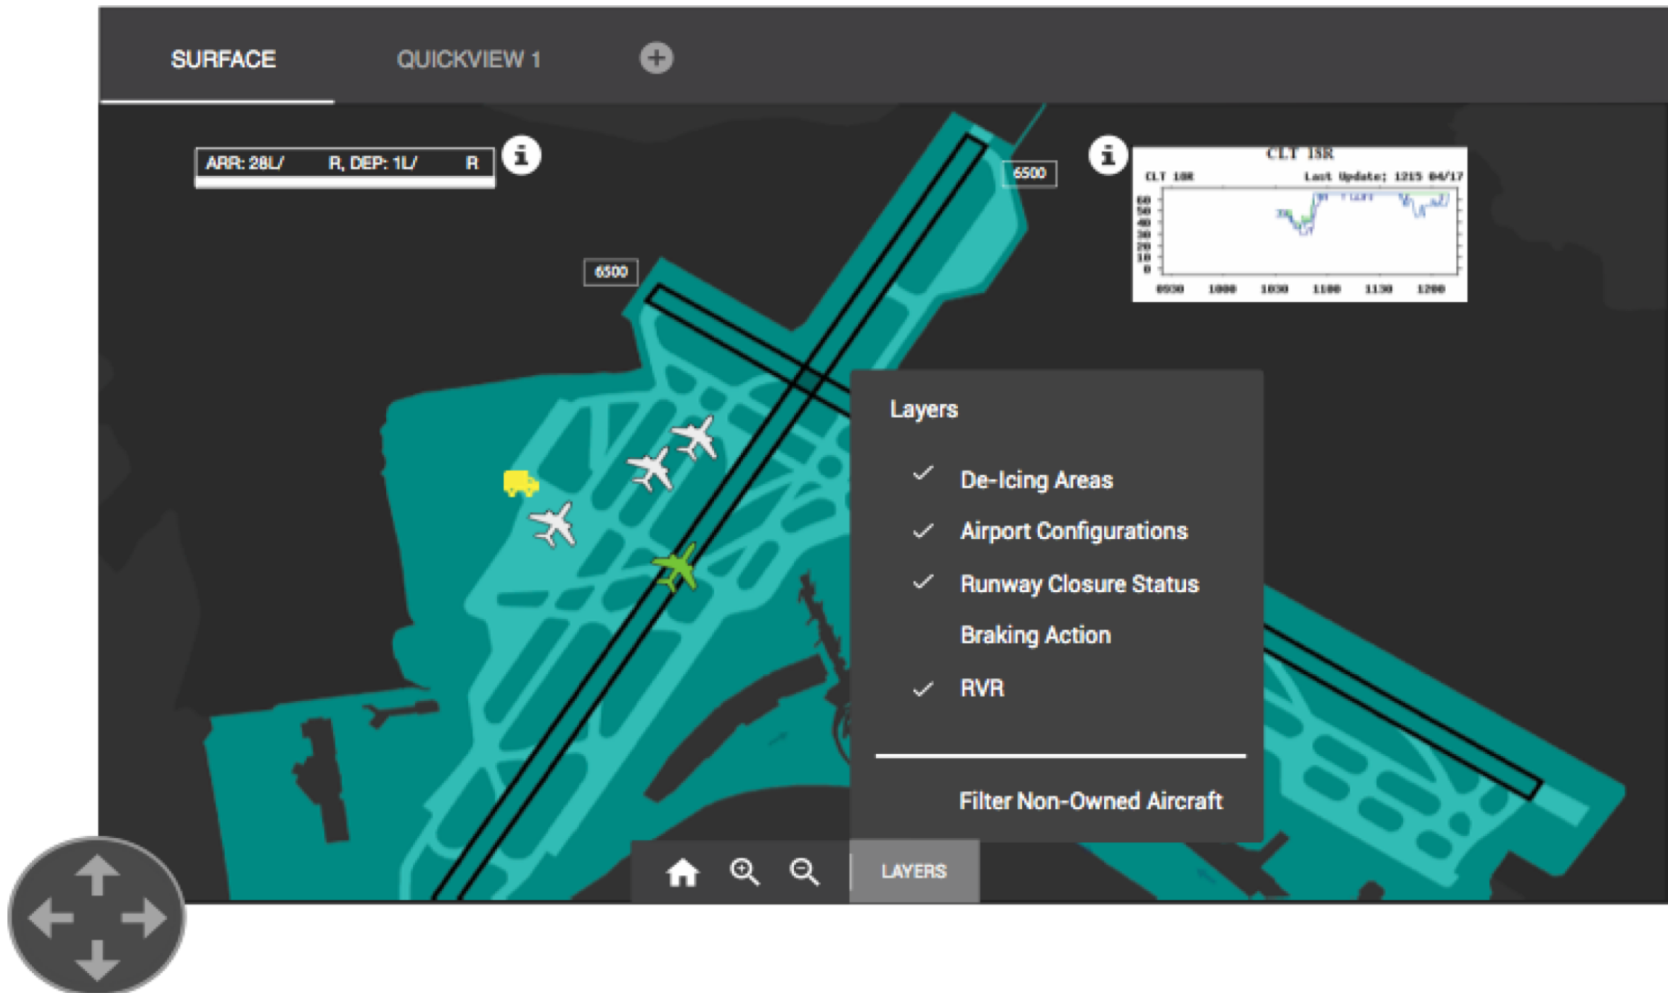 SURFACE QUICKVIEW 1
ARR: 28L/ R, DEP: 1L/ R
6500
6500
CLT 18R
CLT 18R Last Update: 1215 04/17
60
50
40
30
20
10
0
0930 1000 1030 1100 1130 1200
Layers
De-Icing Areas
Airport Configurations
Runway Closure Status
Braking Action
RVR
Filter Non-Owned Aircraft
LAYERS